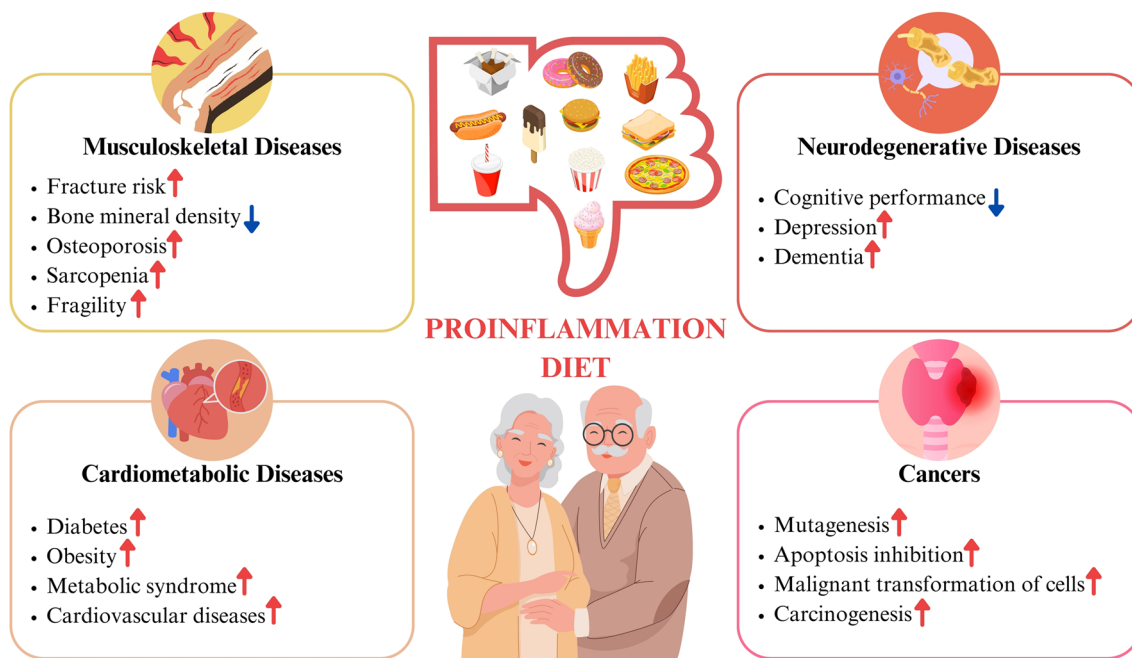 Musculoskeletal Diseases
• Fracture risk↑
• Bone mineral density↓
• Osteoporosis↑
• Sarcopenia↑
• Fragility↑
PROINFLAMMATION
DIET
Neurodegenerative Diseases
• Cognitive performance↓
• Depression↑
• Dementia↑
Cardiometabolic Diseases
• Diabetes↑
• Obesity↑
• Metabolic syndrome↑
• Cardiovascular diseases↑
Cancers
• Mutagenesis↑
• Apoptosis inhibition↑
• Malignant transformation of cells↑
• Carcinogenesis↑